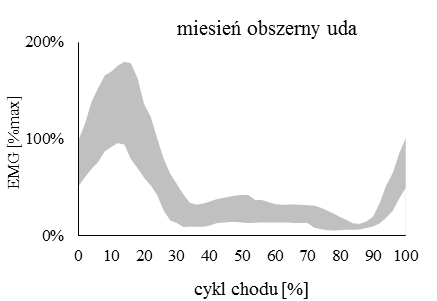 miesień obszerny uda
200%
100%
0%
EMG [%max]
0 10 20 30 40 50 60 70 80 90 100
cykl chodu [%]